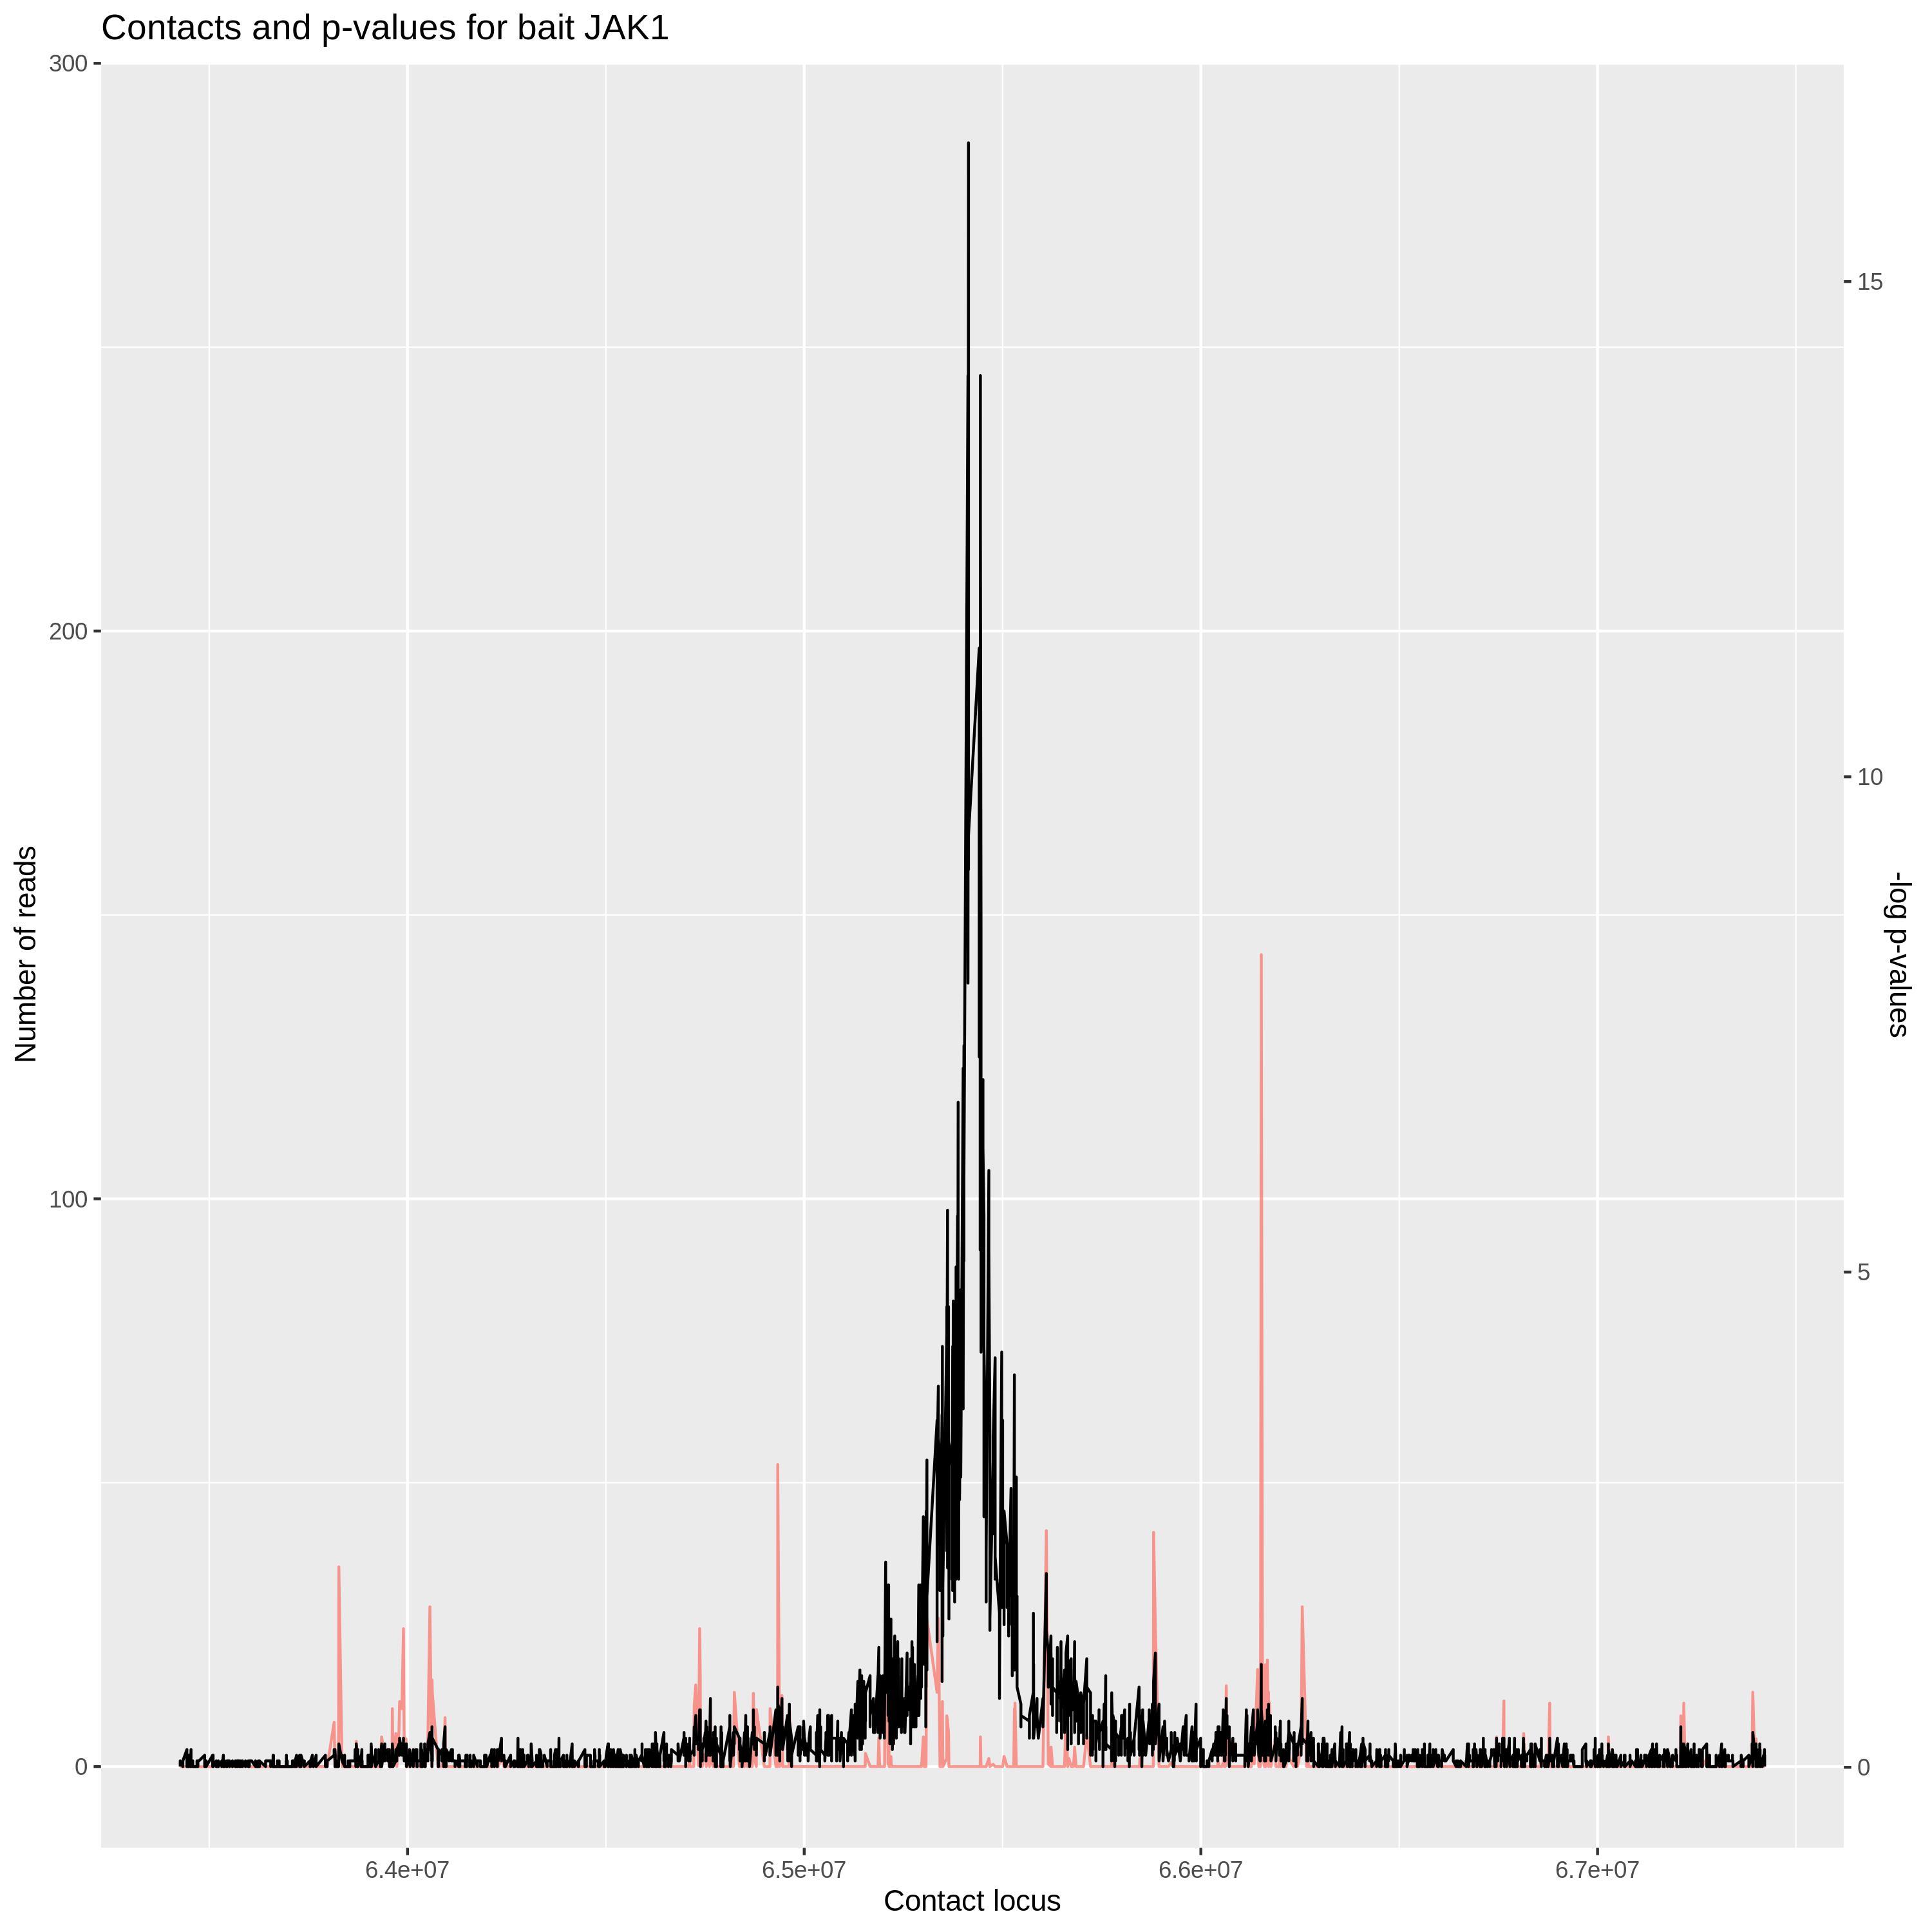 Contacts and p-values for bait JAK1
300
200
100
0
Number of reads
15
10
5
0
-log p-values
6.4e+07
6.5e+07
6.6e+07
6.7e+07
Contact locus